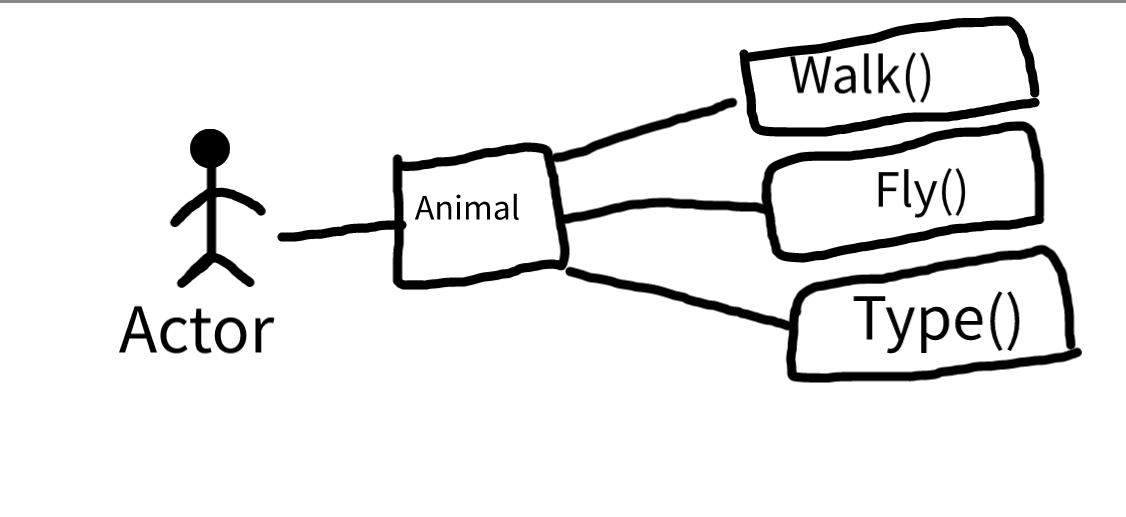 Walk()
Fly()
Animal
Type()
Actor